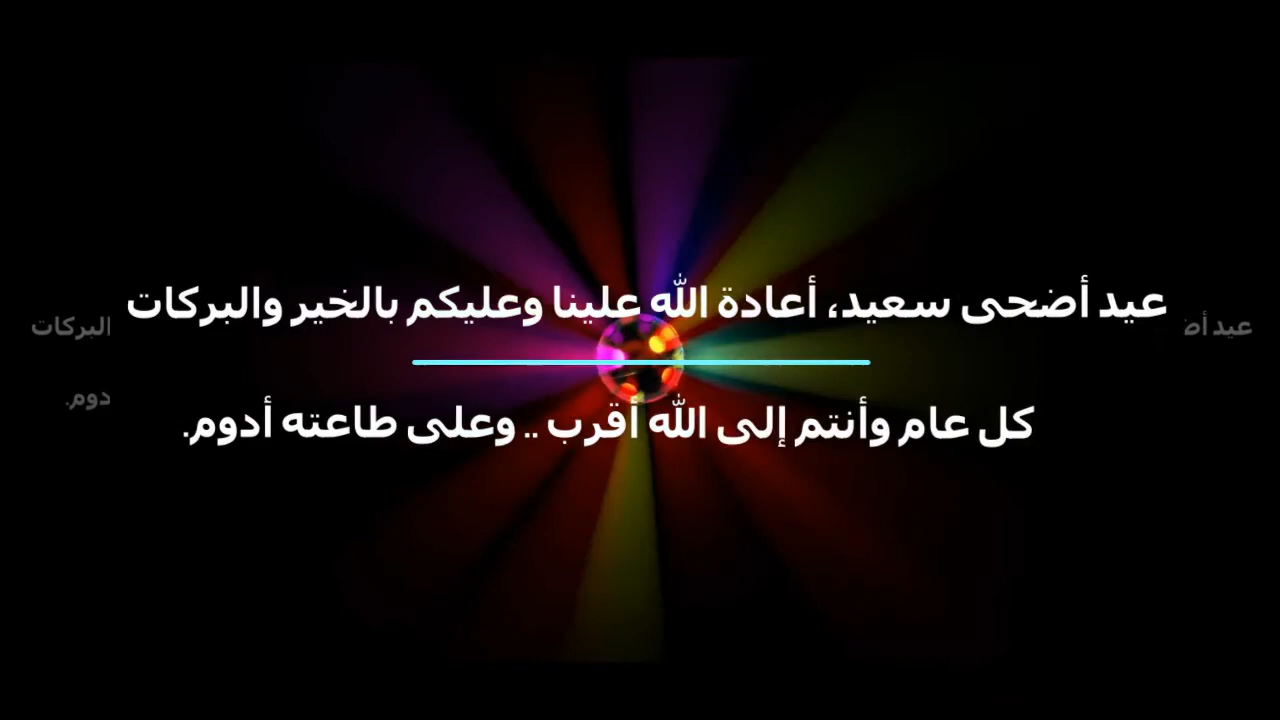 عيد أضحى سعيد، أعادة الله علينا وعليكم بالخير والبركات
كل عام وأنتم إلى الله أقرب .. وعلى طاعته أدوم.